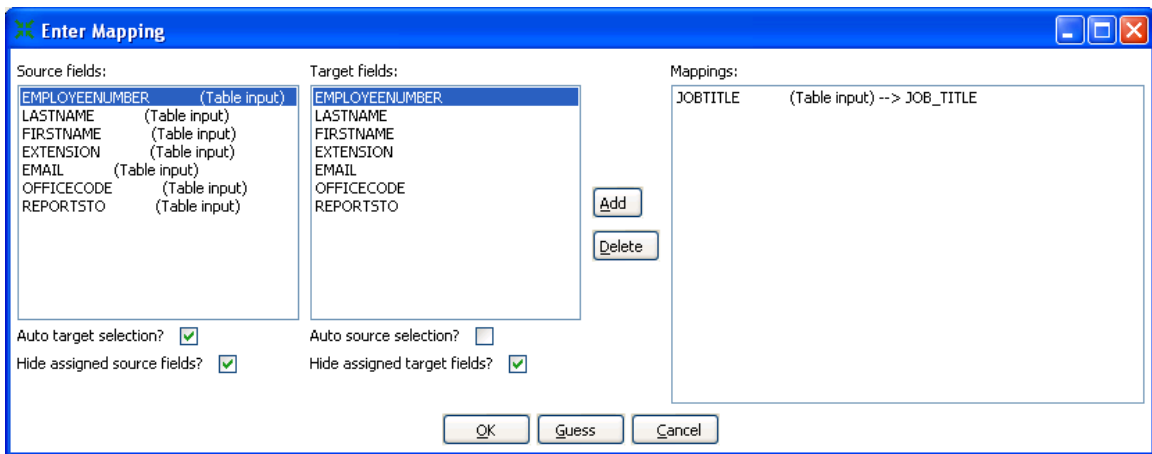 Enter Mapping
Source fields:
EMPLOYEENUMBER (Table input)
LASTNAME (Table input)
FIRSTNAME (Table input)
EXTENSION (Table input)
EMAIL (Table input)
OFFICECODE (Table input)
REPORTSTO (Table input)
Auto target selection?
Hide assigned source fields?
Target fields:
EMPLOYEENUMBER
LASTNAME
FIRSTNAME
EXTENSION
EMAIL
OFFICECODE
REPORTSTO
Auto source selection?
Hide assigned target fields?
Add
Delete
Mappings:
JOBTITLE (Table input) --> JOB_TITLE
OK
Guess
Cancel